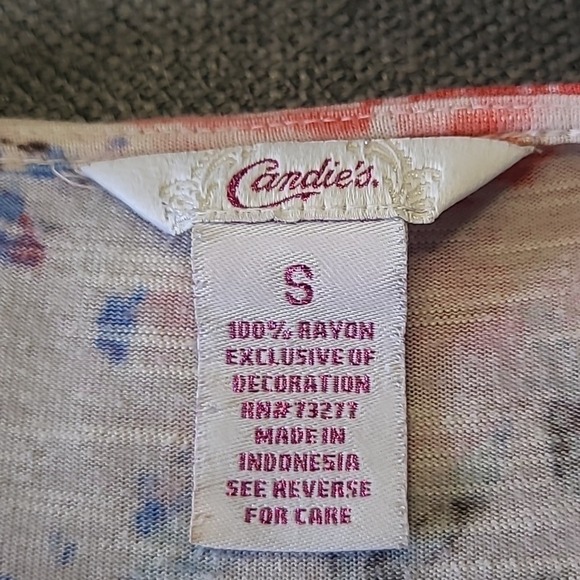 Candie's.
S
100% RAYON
EXCLUSIVE OF
DECORATION
RN#73277
MADE IN
INDONESIA
SEE REVERSE
FOR CARE